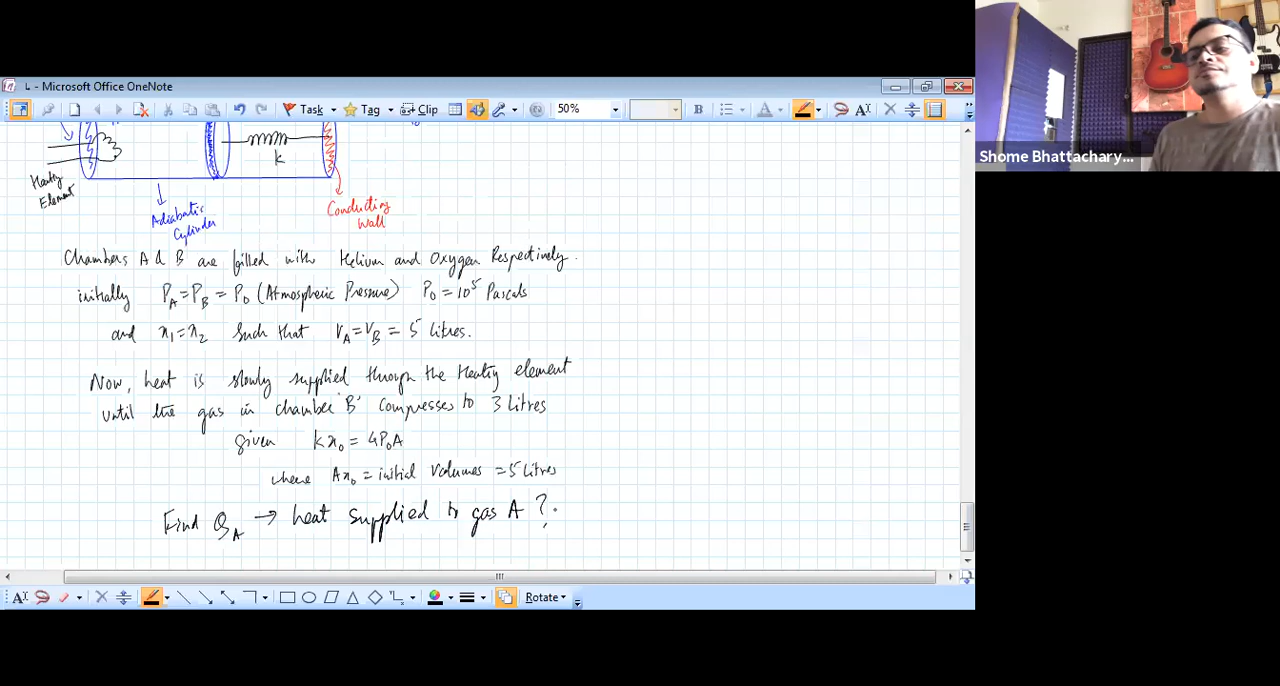 L - Microsoft Office OneNote
Task Tag Clip 50% B A
k
Heatig Element
Adiabatic Cylinder
Conducting Wall
Chambers A & B are filled with Helium and Oxygen Respectively.
initially P_A = P_B = P_0 (Atmospheric Pressure) P_0 = 10^5 Pascals
and x_1 = x_2 Such that V_A = V_B = 5 litres.
Now, heat is slowly supplied through the Heatig element
until the gas in chamber 'B' Compresses to 3 Litres
given kx_0 = 4P_0A
where Ax_0 = initial Volumes = 5 litres
Find Q_A → heat supplied to gas A ?
Rotate
Shome Bhattachary...